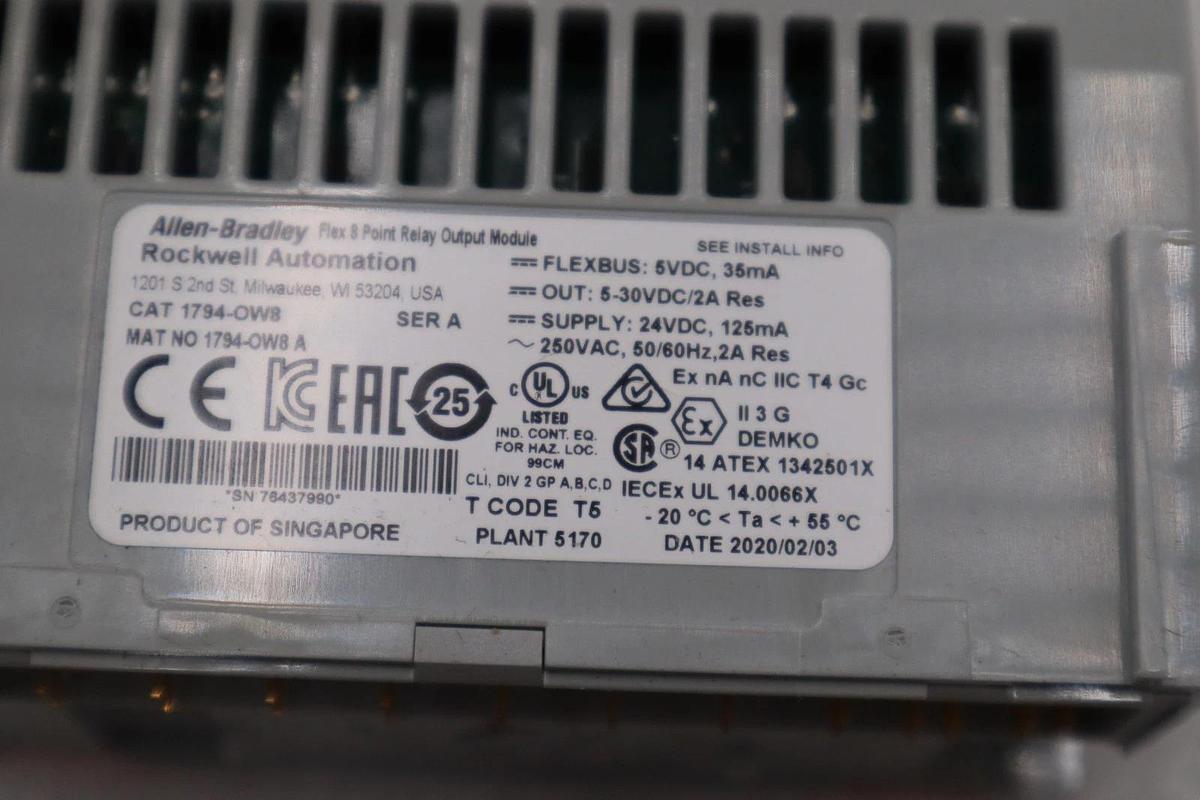 Allen-Bradley Flex 8 Point Relay Output Module
Rockwell Automation
1201 S 2nd St. Milwaukee, WI 53204, USA
CAT 1794-OW8
SER A
MAT NO 1794-OW8 A
SEE INSTALL INFO
FLEXBUS: 5VDC, 35mA
OUT: 5-30VDC/2A Res
SUPPLY: 24VDC, 125mA
~ 250VAC, 50/60Hz,2A Res
CE KC EAC 25
C UL US
LISTED
IND. CONT. EQ.
FOR HAZ. LOC.
99CM
CLI, DIV 2 GP A,B,C,D
T CODE T5
PLANT 5170
Ex nA nC IIC T4 Gc
Ex II 3 G
DEMKO
SA ® 14 ATEX 1342501X
IECEx UL 14.0066X
- 20 °C < Ta < + 55 °C
DATE 2020/02/03
*SN 76437990*
PRODUCT OF SINGAPORE